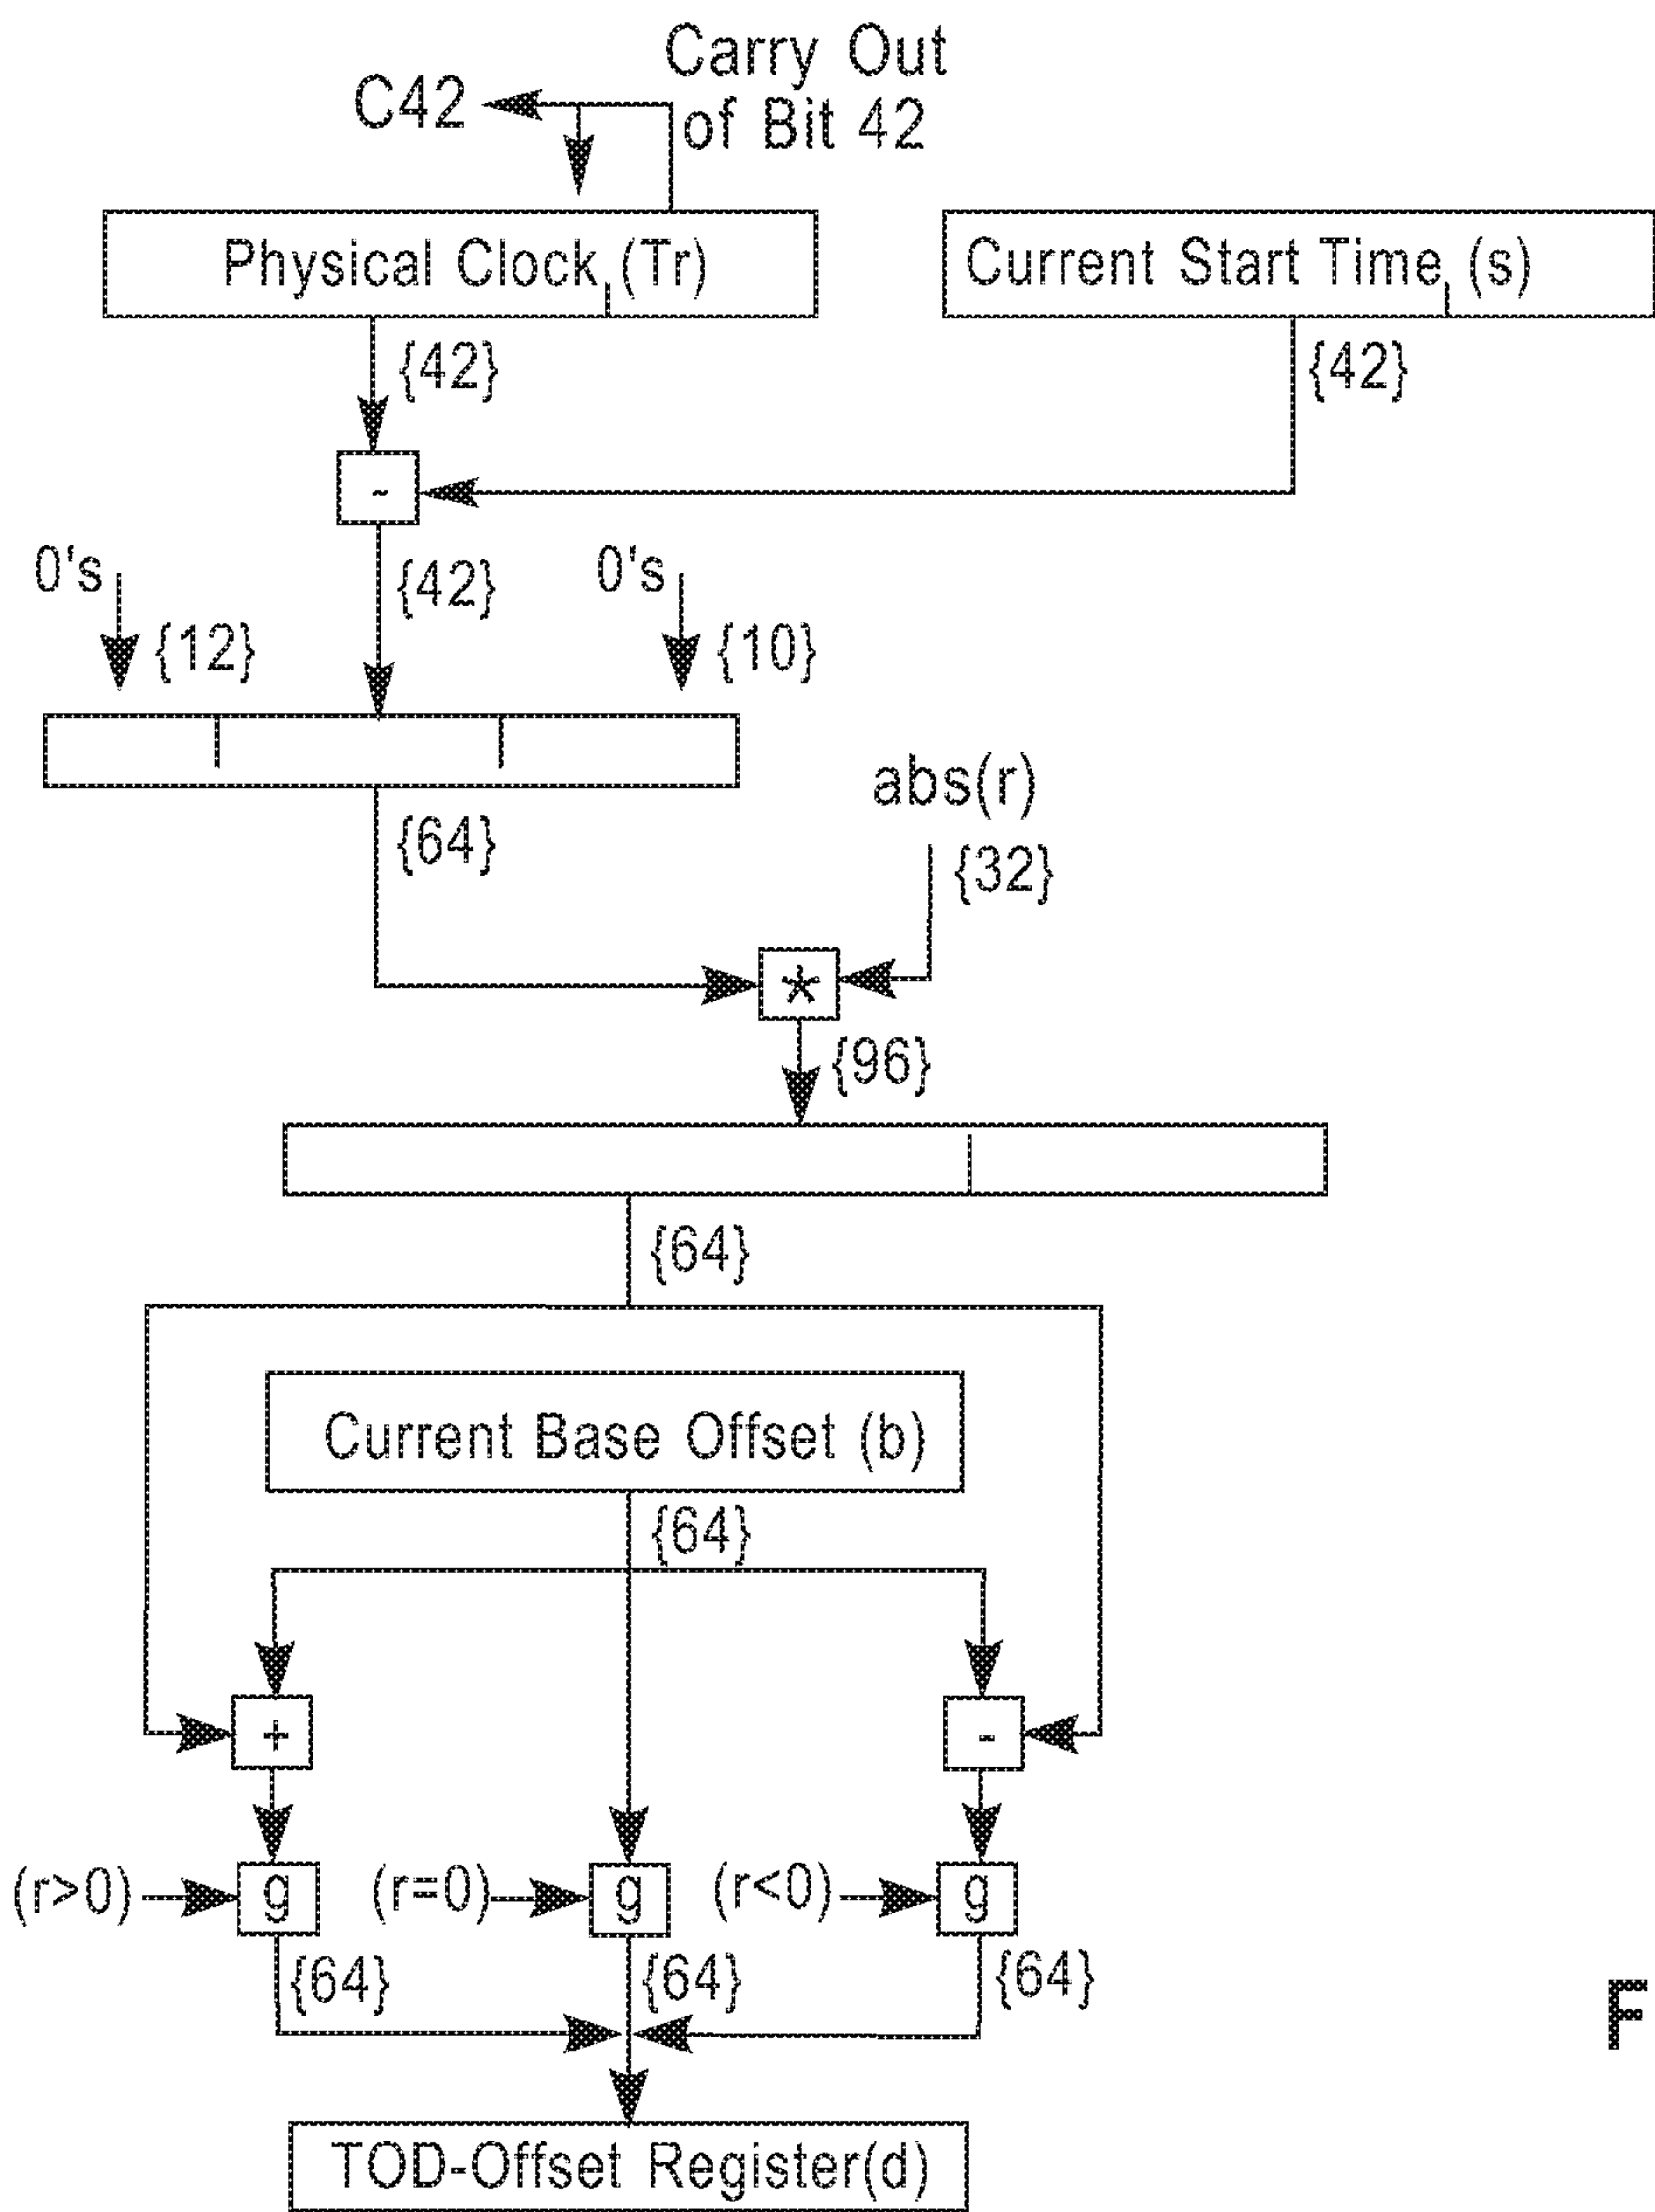 Carry Out
C42
of Bit 42
Physical Clock (Tr)
Current Start Time (s)
{42}
{42}
-
0's
{42}
0's
{12}
{10}
abs(r)
{64}
{32}
*
{96}
{64}
Current Base Offset (b)
{64}
+
-
(r>0)
g
(r=0)
g
(r<0)
g
{64}
{64}
{64}
F
TOD-Offset Register(d)